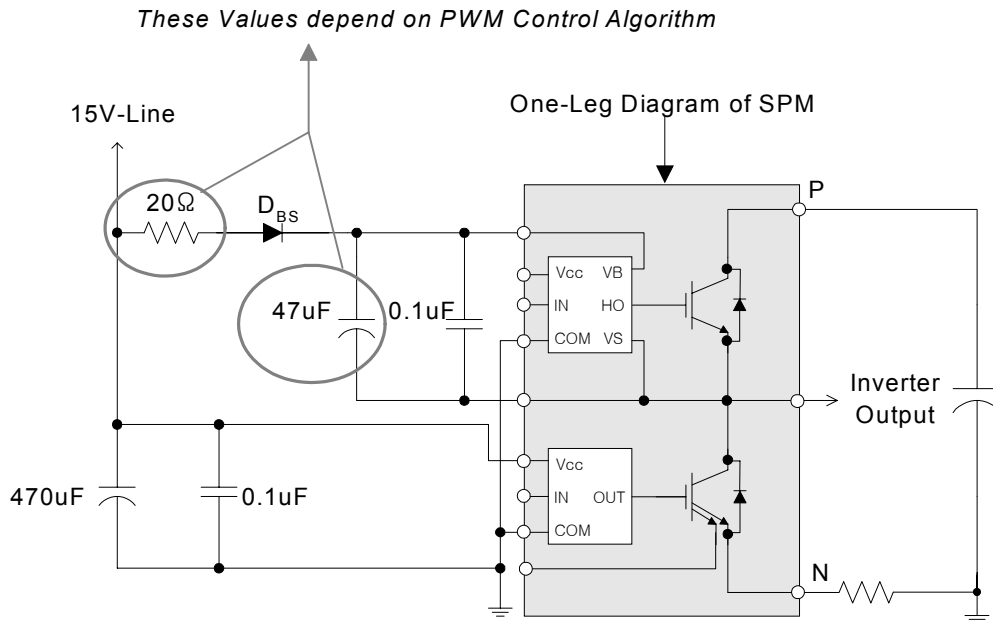 These Values depend on PWM Control Algorithm
15V-Line
One-Leg Diagram of SPM
20Ω
DBS
P
Vcc VB
IN HO
COM VS
47uF
0.1uF
Inverter
Output
Vcc
IN OUT
COM
470uF
0.1uF
N